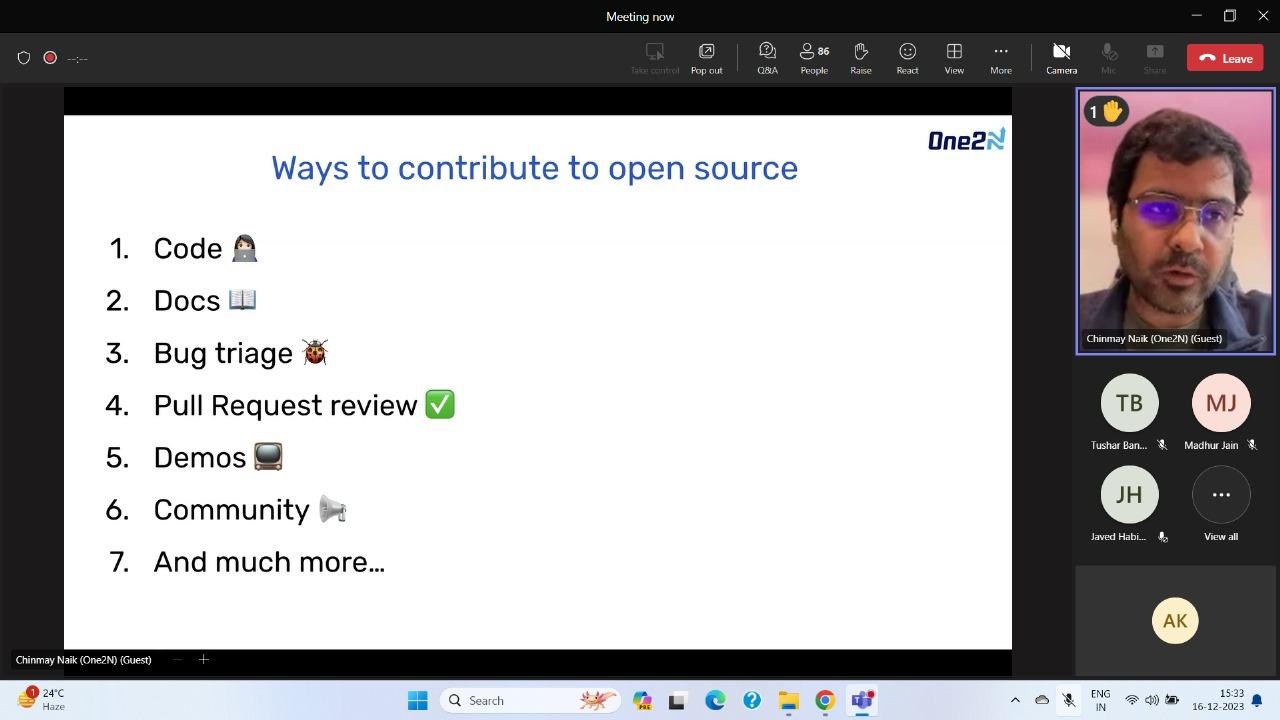 Meeting now
--:--
Take control
Pop out
Q&A
86
People
Raise
React
View
More
Camera
Mic
Share
Leave
One2N
Ways to contribute to open source
1. Code
2. Docs
3. Bug triage
4. Pull Request review
5. Demos
6. Community
7. And much more...
1
Chinmay Naik (One2N) (Guest)
TB
MJ
Tushar Ban...
Madhur Jain
JH
Javed Habi...
View all
AK
Chinmay Naik (One2N) (Guest)
1
24°C
Haze
Search
PRE
ENG
IN
15:33
16-12-2023